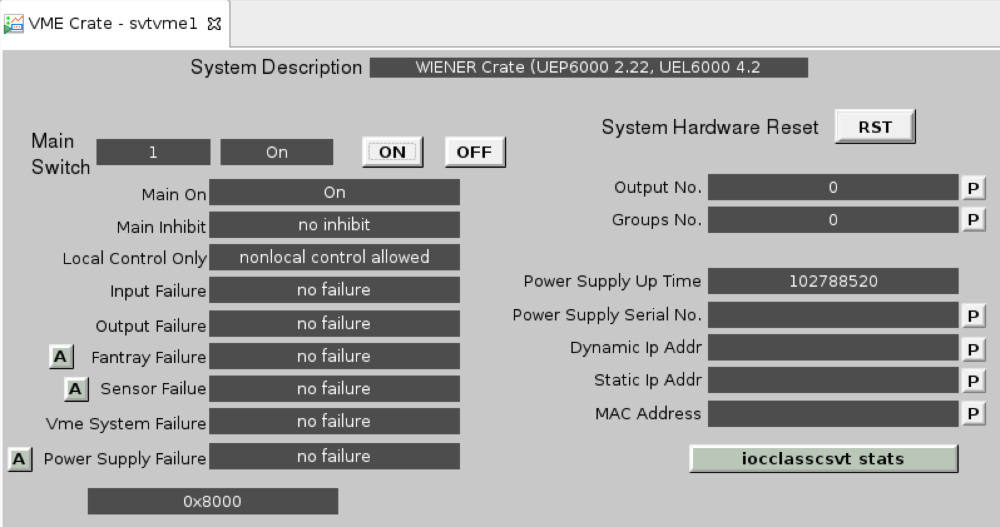 VME Crate - svtvme1
System Description WIENER Crate (UEP6000 2.22, UEL6000 4.2
System Hardware Reset RST
Main
Switch
1 On ON OFF
Main On On
Main Inhibit no inhibit
Local Control Only nonlocal control allowed
Input Failure no failure
Output Failure no failure
A Fantray Failure no failure
A Sensor Failue no failure
Vme System Failure no failure
A Power Supply Failure no failure
0x8000
Output No. 0 P
Groups No. 0 P
Power Supply Up Time 102788520
Power Supply Serial No. P
Dynamic Ip Addr P
Static Ip Addr P
MAC Address P
iocclasscsvt stats